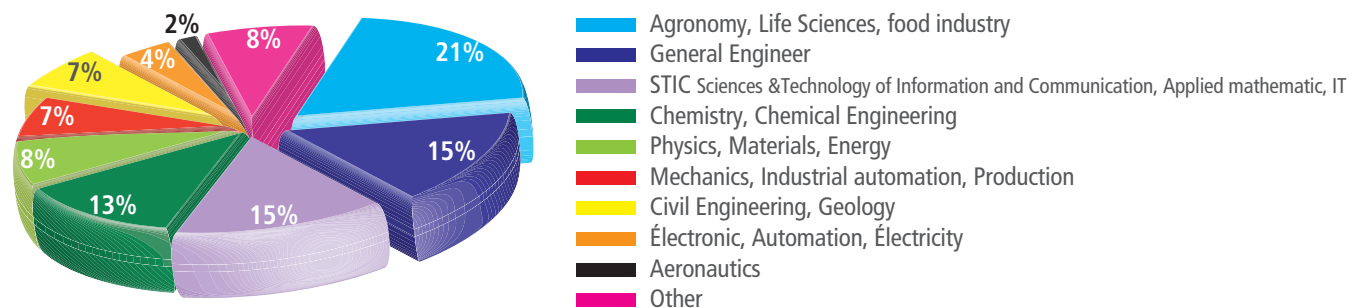 2%
8%
4%
21%
7%
7%
15%
8%
13%
15%
Agronomy, Life Sciences, food industry
General Engineer
STIC Sciences &Technology of Information and Communication, Applied mathematic, IT
Chemistry, Chemical Engineering
Physics, Materials, Energy
Mechanics, Industrial automation, Production
Civil Engineering, Geology
Électronic, Automation, Électricity
Aeronautics
Other